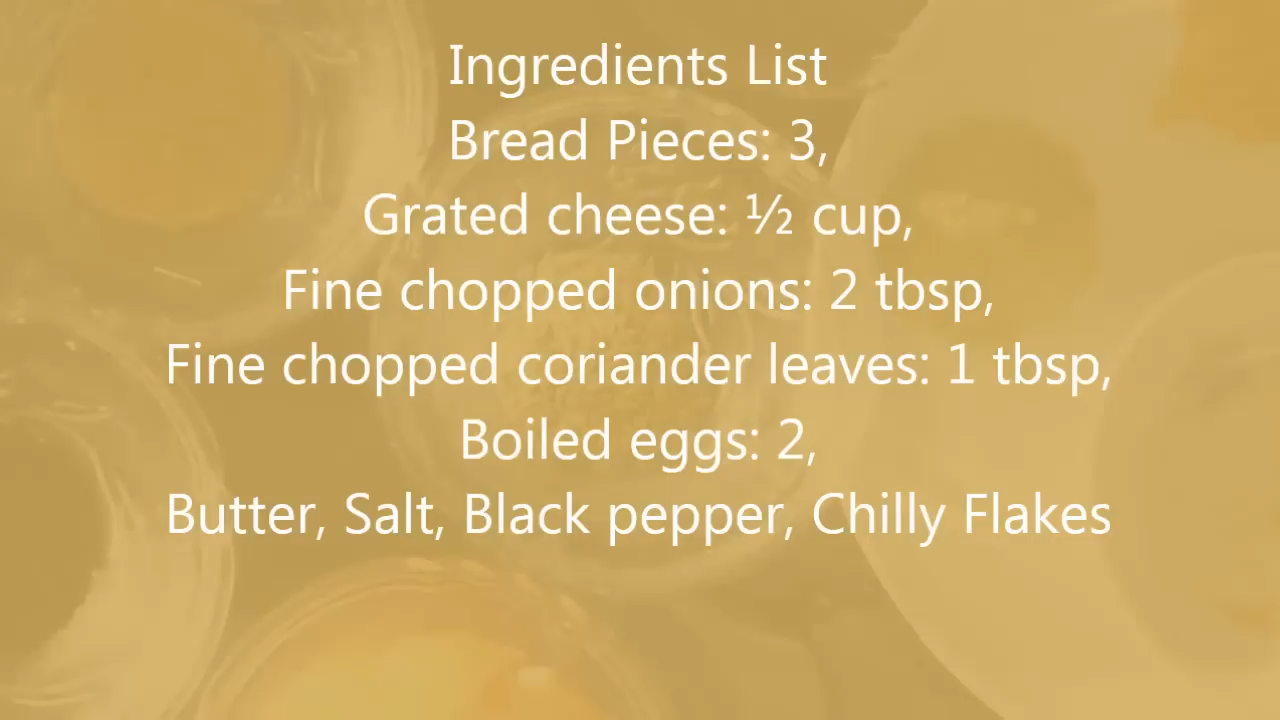 Ingredients List
Bread Pieces: 3,
Grated cheese: ½ cup,
Fine chopped onions: 2 tbsp,
Fine chopped coriander leaves: 1 tbsp,
Boiled eggs: 2,
Butter, Salt, Black pepper, Chilly Flakes